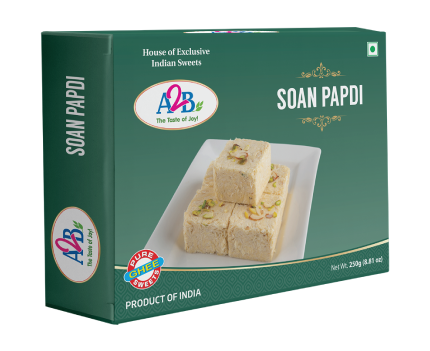 SOAN PAPDI
A2B
The Taste of Joy!
House of Exclusive
Indian Sweets
A2B
The Taste of Joy!
SOAN PAPDI
PURE
GHEE
SWEETS
PRODUCT OF INDIA
Net Wt. 250g (8.81 oz)